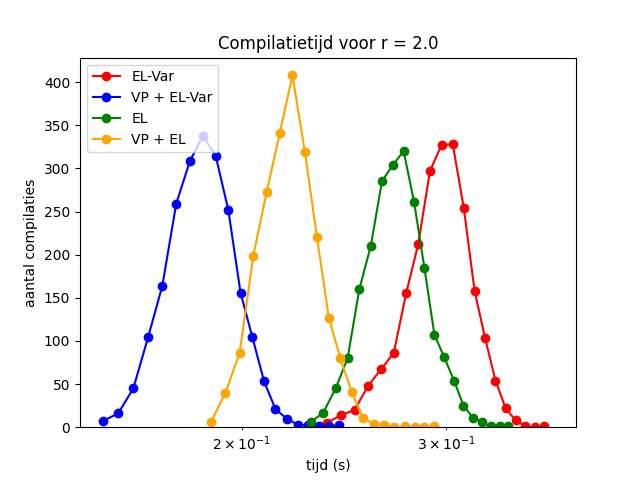 Compilatietijd voor r = 2.0
EL-Var
VP + EL-Var
EL
VP + EL
aantal compilaties
400
350
300
250
200
150
100
50
0
2 × 10⁻¹ 3 × 10⁻¹
tijd (s)